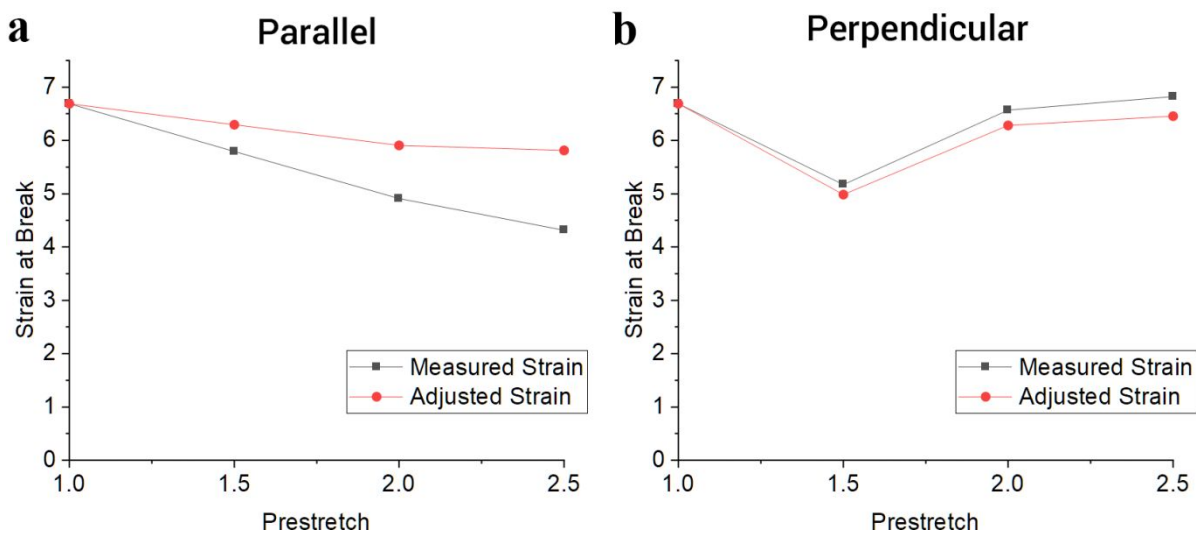 a
Parallel
7
6
5
4
3
2
1
0
Strain at Break
Measured Strain
Adjusted Strain
1.0 1.5 2.0 2.5
Prestretch
b
Perpendicular
7
6
5
4
3
2
1
0
Strain at Break
Measured Strain
Adjusted Strain
1.0 1.5 2.0 2.5
Prestretch